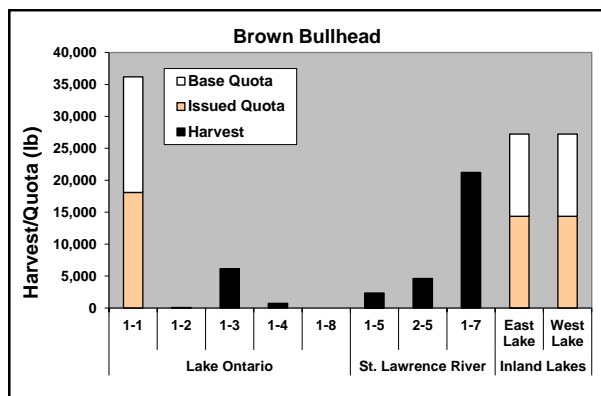 Brown Bullhead
Harvest/Quota (lb)
40,000
35,000
30,000
25,000
20,000
15,000
10,000
5,000
0
Base Quota
Issued Quota
Harvest
1-1 1-2 1-3 1-4 1-8 1-5 2-5 1-7 East Lake West Lake
Lake Ontario St. Lawrence River Inland Lakes